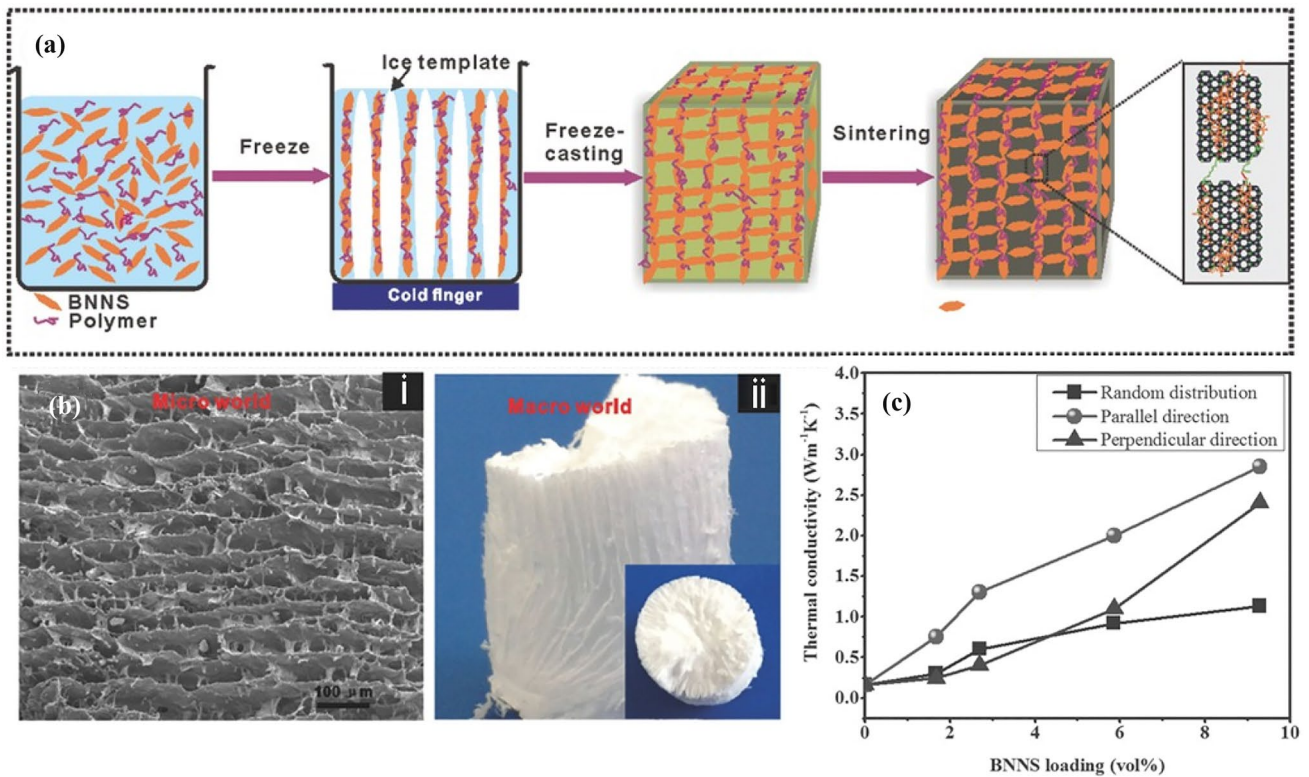 (a)
Ice template
Freeze
Freeze-
casting
Sintering
Cold finger
BNNS
Polymer
(b)
Micro world
i
100 μm
Macro world
ii
(c)
Random distribution
Parallel direction
Perpendicular direction
Thermal conductivity (Wm⁻¹K⁻¹)
4.0
3.5
3.0
2.5
2.0
1.5
1.0
0.5
0.0
0 2 4 6 8 10
BNNS loading (vol%)